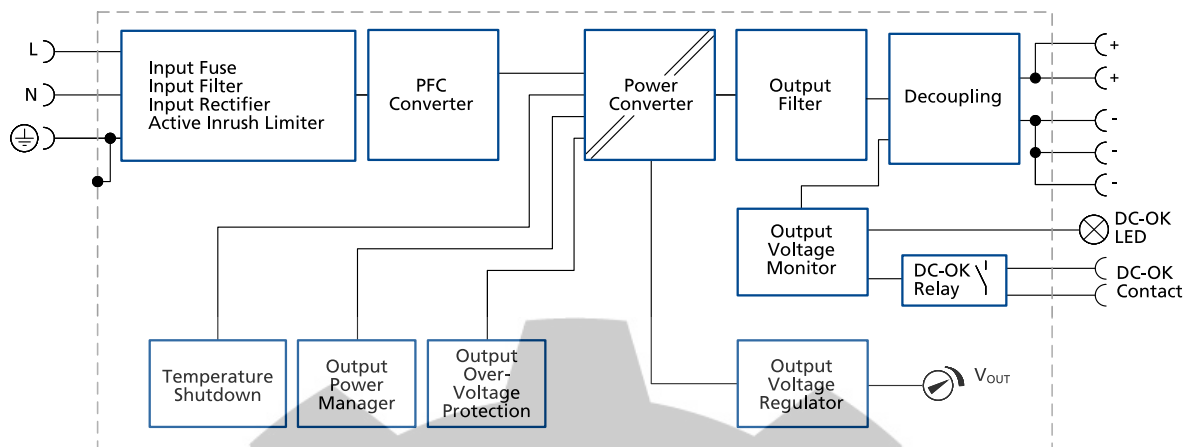 L
N
Input Fuse
Input Filter
Input Rectifier
Active Inrush Limiter
PFC
Converter
Power
Converter
Output
Filter
Decoupling
+
+
-
-
-
Output
Voltage
Monitor
DC-OK
LED
DC-OK
Relay
DC-OK
Contact
Temperature
Shutdown
Output
Power
Manager
Output
Over-
Voltage
Protection
Output
Voltage
Regulator
VOUT